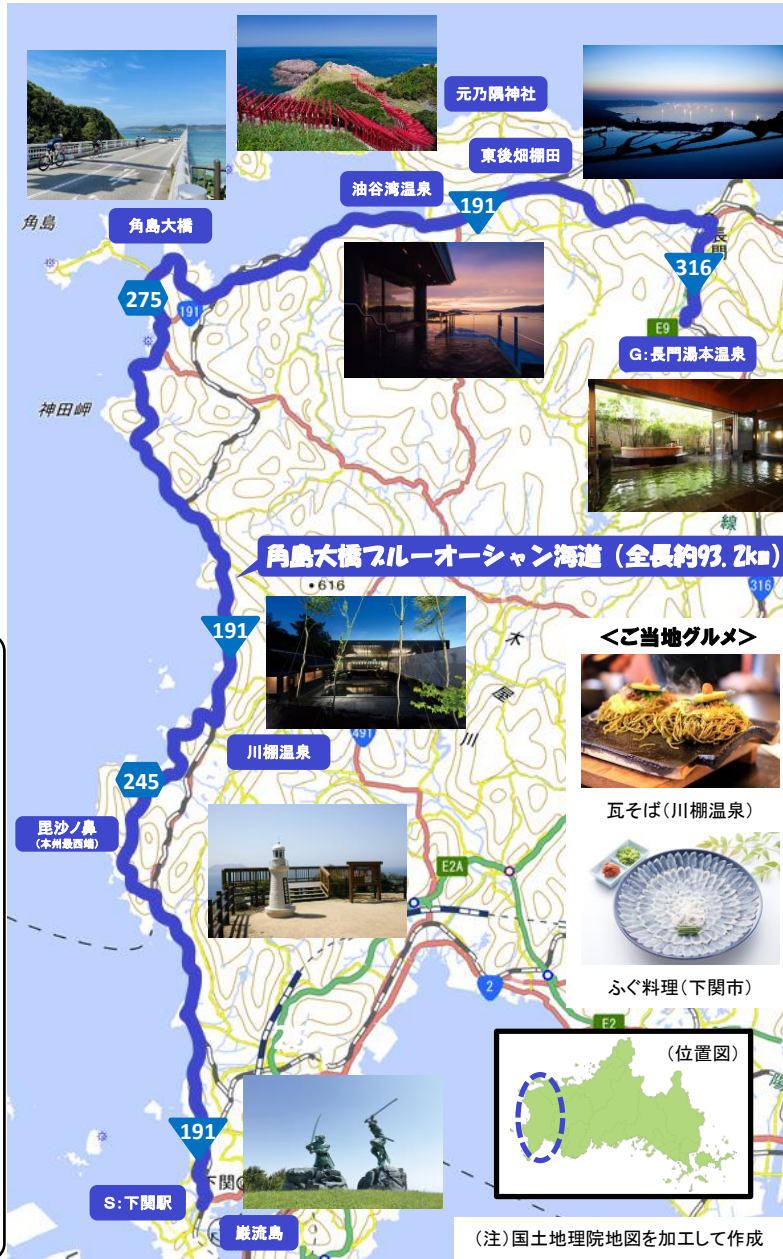 元乃隅神社
東後畑棚田
油谷湾温泉
191
角島
角島大橋
長門
316
275
191
E9
G:長門湯本温泉
神田岬
線
角島大橋ブルーオーシャン海道（全長約93.2km）
616
316
191
木屋川
<ご当地グルメ>
491
川棚温泉
245
瓦そば(川棚温泉)
毘沙ノ鼻
(本州最西端)
E2A
ふぐ料理(下関市)
2
E2
(位置図)
191
下関
S:下関駅
巌流島
(注)国土地理院地図を加工して作成